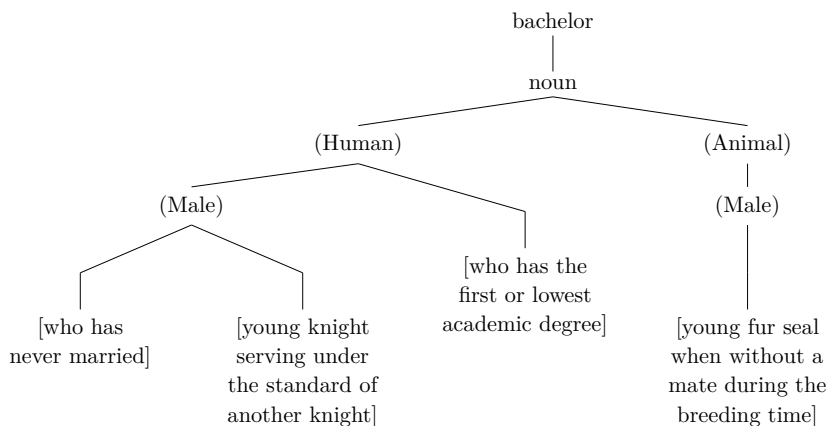 bachelor
noun
(Human)
(Animal)
(Male)
(Male)
[who has
never married]
[young knight
serving under
the standard of
another knight]
[who has the
first or lowest
academic degree]
[young fur seal
when without a
mate during the
breeding time]